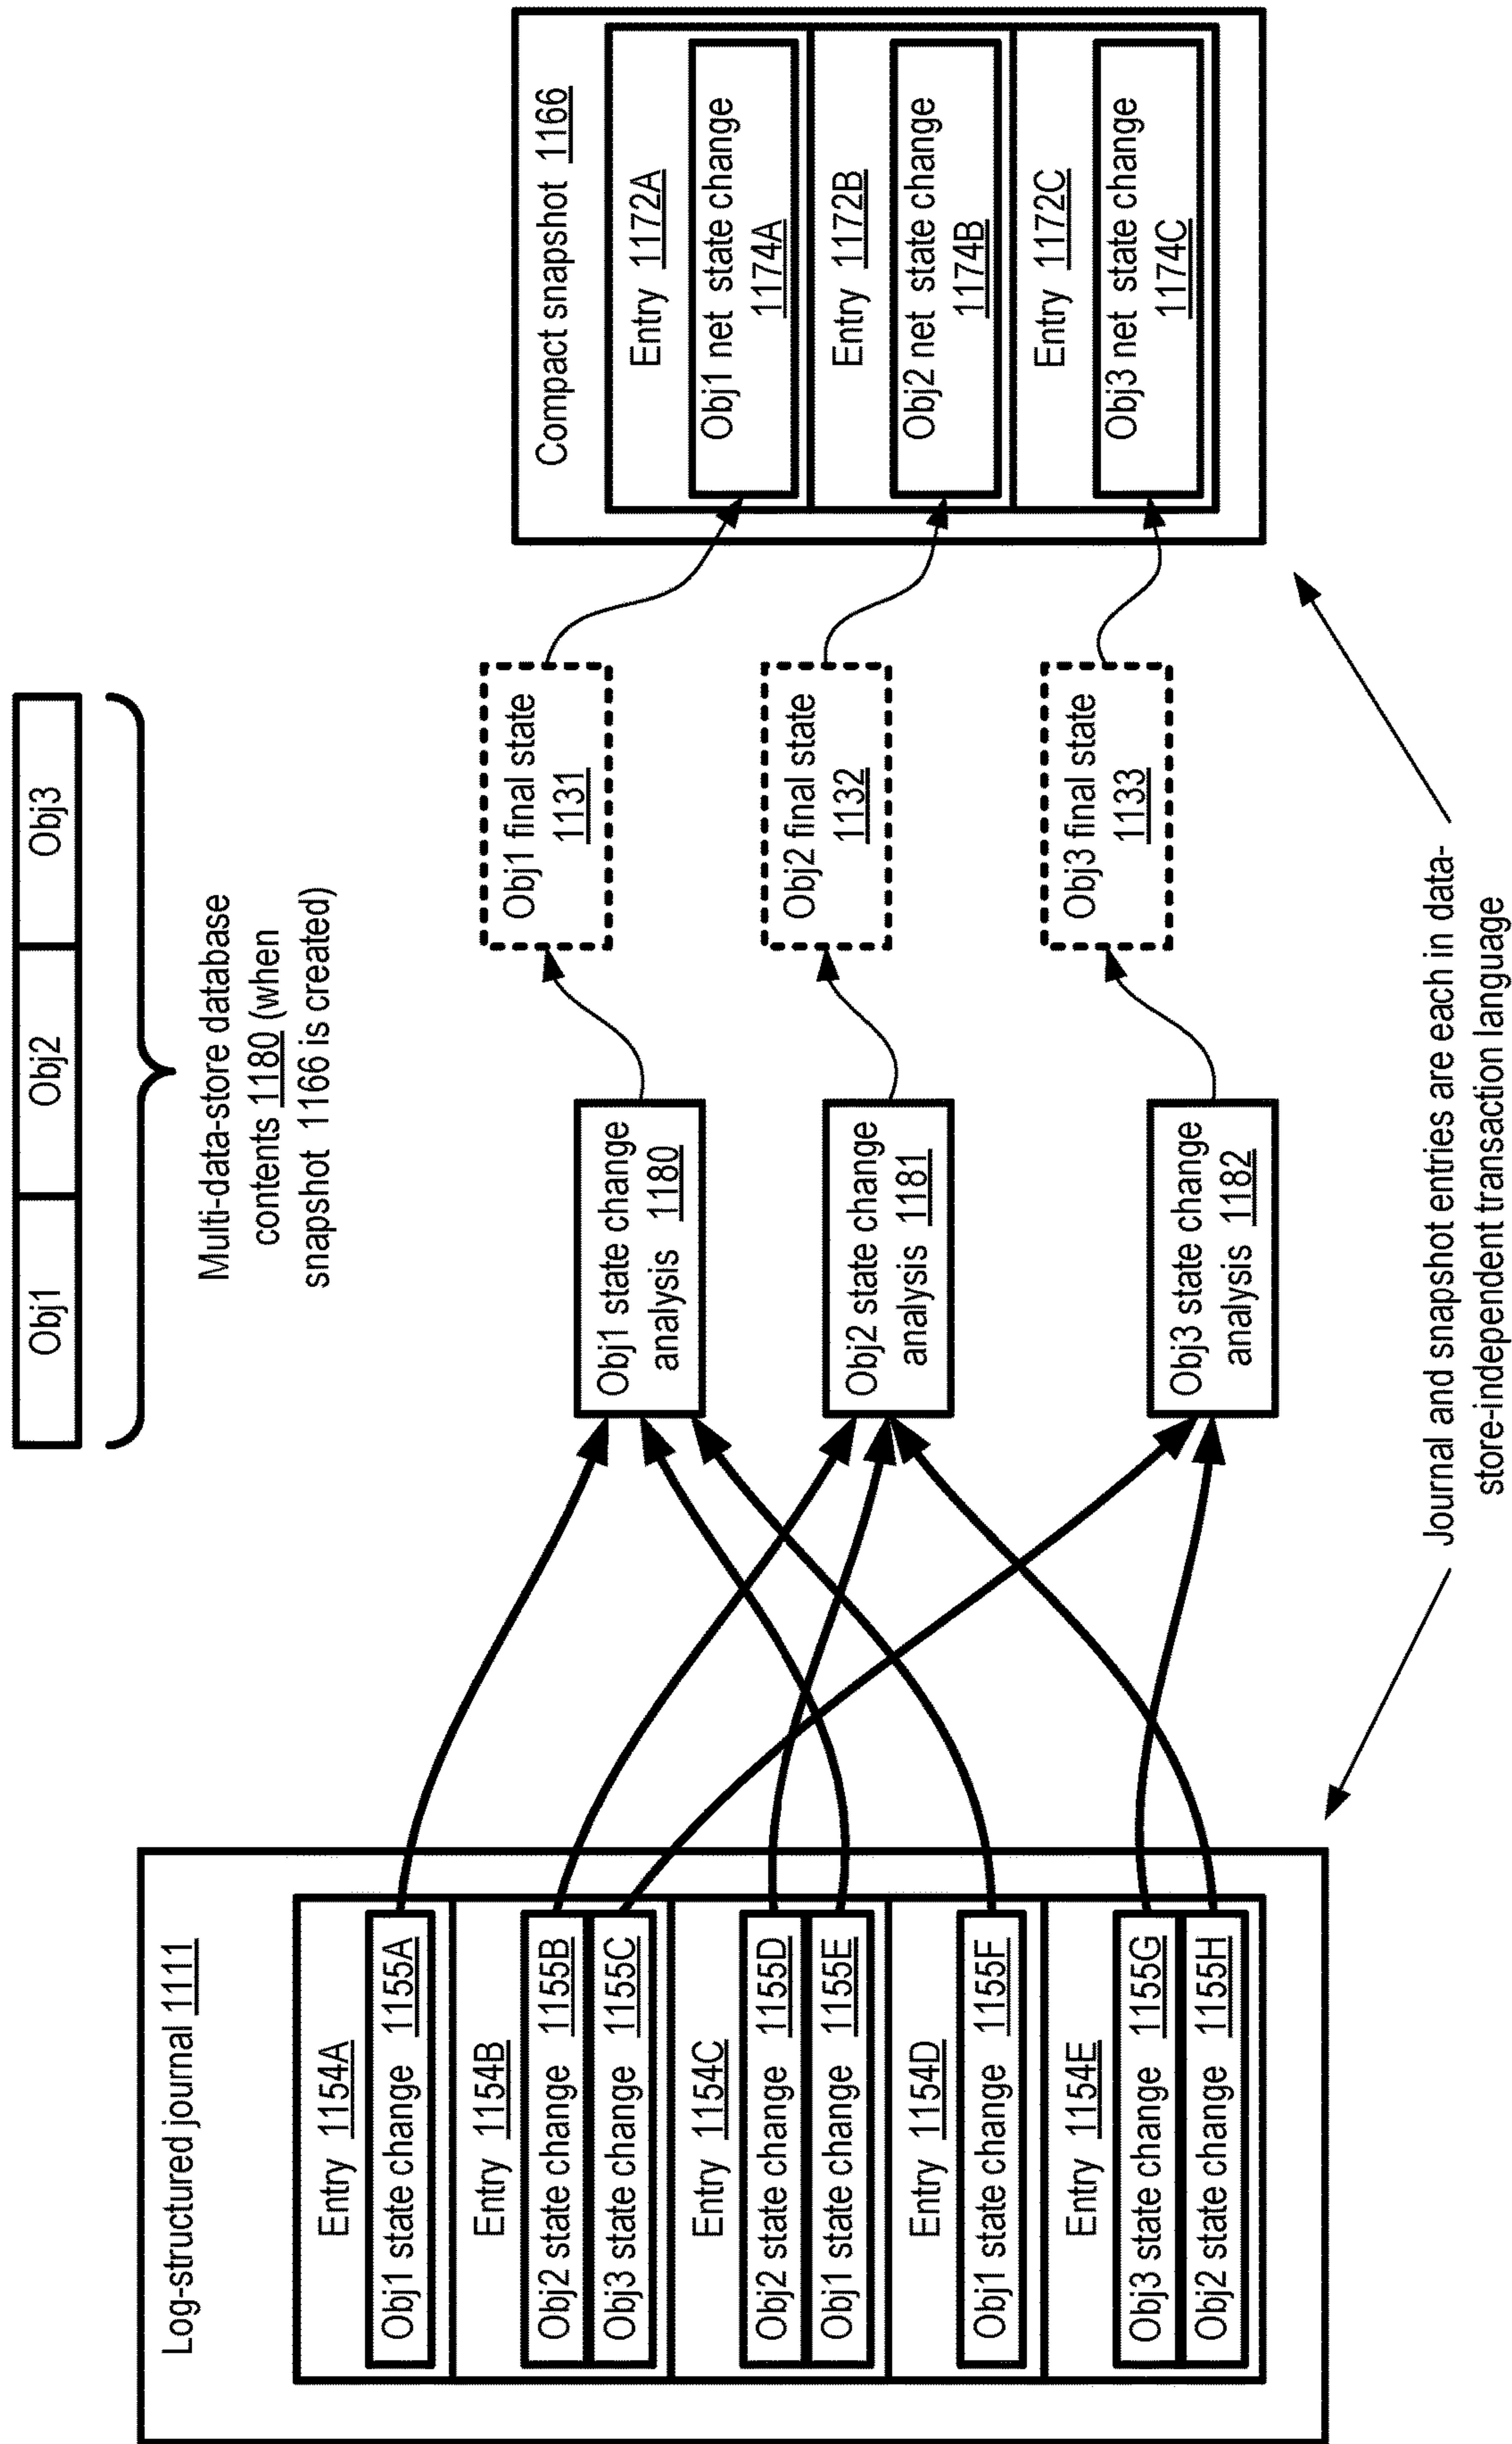 Obj1
Obj2
Obj3
Multi-data-store database
contents 1180 (when
snapshot 1166 is created)
Log-structured journal 1111
Entry 1154A
Obj1 state change 1155A
Entry 1154B
Obj2 state change 1155B
Obj3 state change 1155C
Entry 1154C
Obj2 state change 1155D
Obj1 state change 1155E
Entry 1154D
Obj1 state change 1155F
Entry 1154E
Obj3 state change 1155G
Obj2 state change 1155H
Obj1 state change
analysis 1180
Obj2 state change
analysis 1181
Obj3 state change
analysis 1182
Obj1 final state
1131
Obj2 final state
1132
Obj3 final state
1133
Compact snapshot 1166
Entry 1172A
Obj1 net state change
1174A
Entry 1172B
Obj2 net state change
1174B
Entry 1172C
Obj3 net state change
1174C
Journal and snapshot entries are each in data-
store-independent transaction language